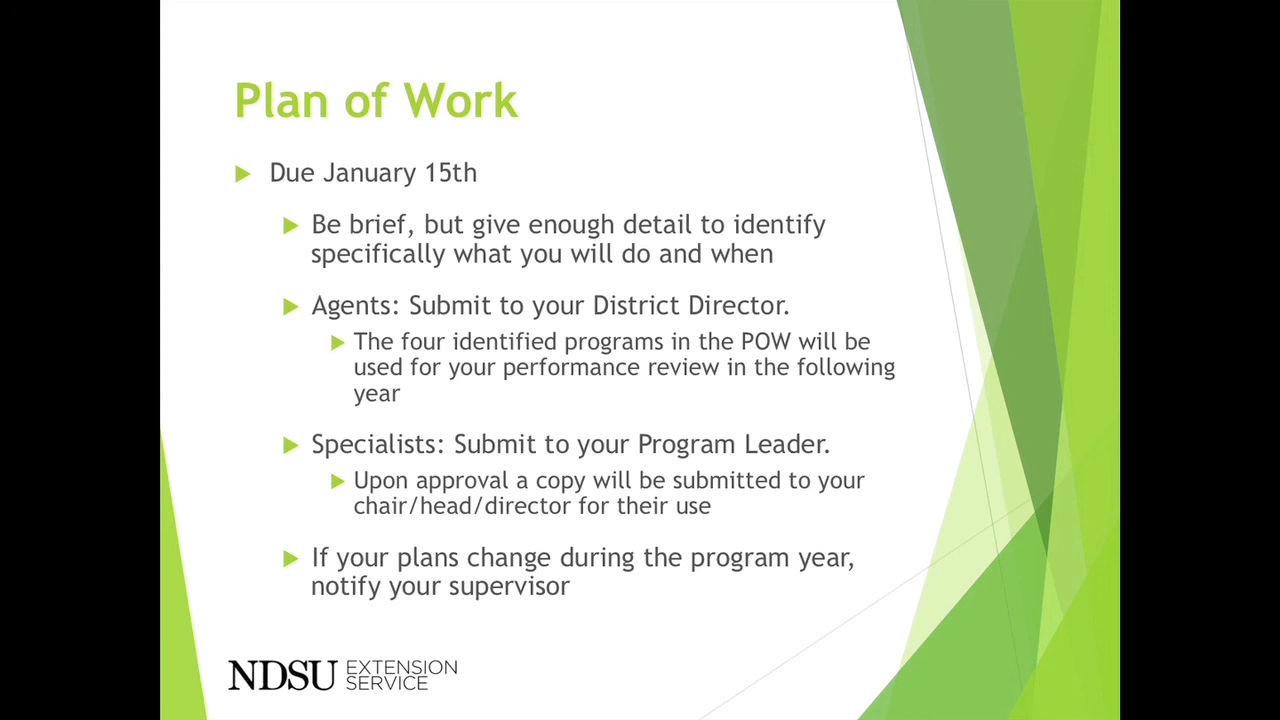 Plan of Work
Due January 15th
Be brief, but give enough detail to identify
specifically what you will do and when
Agents: Submit to your District Director.
The four identified programs in the POW will be
used for your performance review in the following
year
Specialists: Submit to your Program Leader.
Upon approval a copy will be submitted to your
chair/head/director for their use
If your plans change during the program year,
notify your supervisor
NDSU EXTENSION
SERVICE